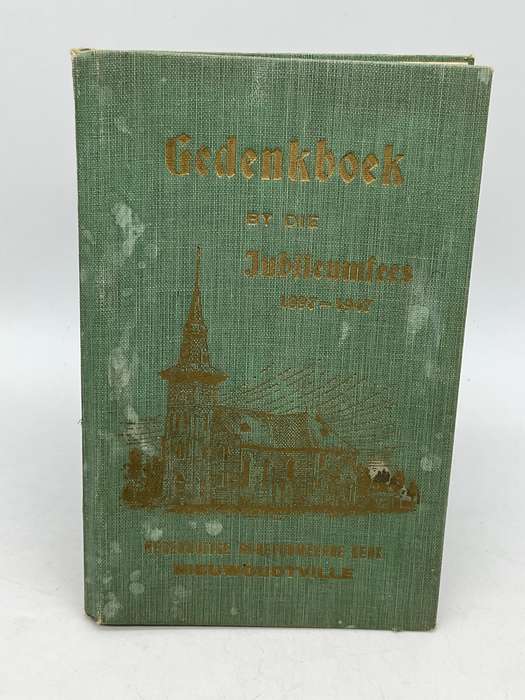 Gedenkboek
BY DIE
Jubileumfees
1897–1947
NEDERDUITSE GEREFORMEERDE KERK
NIEUWOUDTVILLE